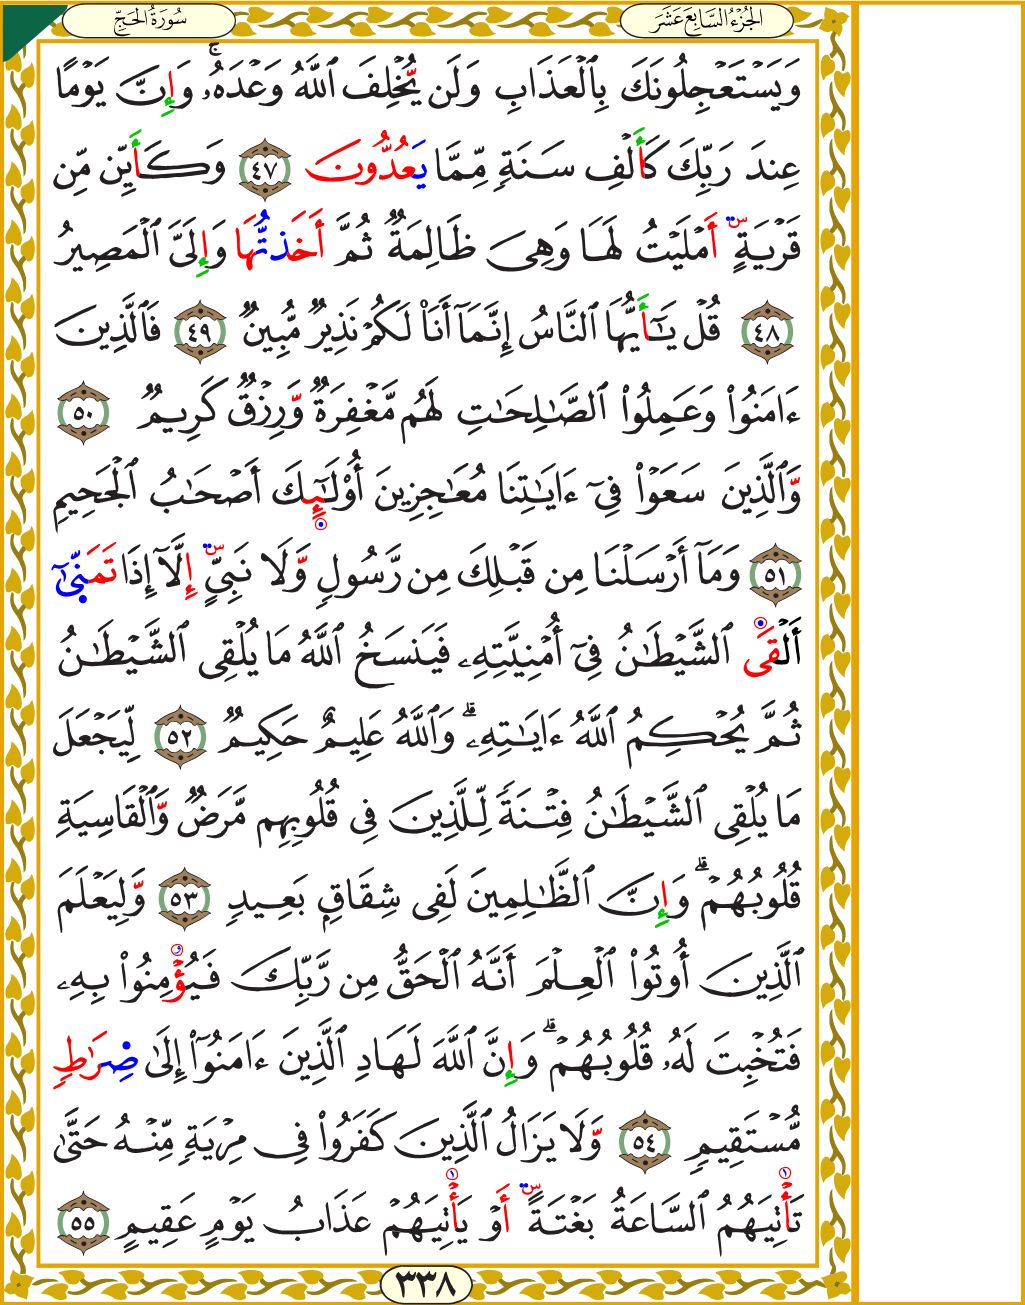 الجُزْءُ السَّابِعَ عَشَرَ
سُورَةُ الحَجِّ
وَيَسْتَعْجِلُونَكَ بِٱلْعَذَابِ وَلَن يُّخْلِفَ ٱللَّهُ وَعْدَهُۥۚ وَإِنَّ يَوْمًا
عِندَ رَبِّكَ كَأَلْفِ سَنَةٖ مِّمَّا يَعُدُّونَ ٤٧ وَكَأَيِّن مِّن
قَرْيَةٍ أَمْلَيْتُ لَهَا وَهِىَ ظَالِمَةٞ ثُمَّ أَخَذتُّهَا وَإِلَىَّ ٱلْمَصِيرُ
٤٨ قُلْ يَـٰٓأَيُّهَا ٱلنَّاسُ إِنَّمَآ أَنَا۠ لَكُمْ نَذِيرٞ مُّبِينٞ ٤٩ فَٱلَّذِينَ
ءَامَنُوا۟ وَعَمِلُوا۟ ٱلصَّـٰلِحَـٰتِ لَهُم مَّغْفِرَةٞ وَّرِزْقٞ كَرِيمٞ ٥٠
وَّٱلَّذِينَ سَعَوْا۟ فِىٓ ءَايَـٰتِنَا مُعَـٰجِزِينَ أُو۟لَـٰٓئِكَ أَصْحَـٰبُ ٱلْجَحِيمِ
٥١ وَمَآ أَرْسَلْنَا مِن قَبْلِكَ مِن رَّسُولٖ وَّلَا نَبِىٍّ إِلَّآ إِذَا تَمَنَّىٰٓ
أَلْقَى ٱلشَّيْطَـٰنُ فِىٓ أُمْنِيَّتِهِۦ فَيَنسَخُ ٱللَّهُ مَا يُلْقِى ٱلشَّيْطَـٰنُ
ثُمَّ يُحْكِمُ ٱللَّهُ ءَايَـٰتِهِۦۗ وَٱللَّهُ عَلِيمٌ حَكِيمٞ ٥٢ لِّيَجْعَلَ
مَا يُلْقِى ٱلشَّيْطَـٰنُ فِتْنَةٗ لِّلَّذِينَ فِى قُلُوبِهِم مَّرَضٞ وَّٱلْقَاسِيَةِ
قُلُوبُهُمْۗ وَإِنَّ ٱلظَّـٰلِمِينَ لَفِى شِقَاقِۭ بَعِيدٖ ٥٣ وَّلِيَعْلَمَ
ٱلَّذِينَ أُوتُوا۟ ٱلْعِلْمَ أَنَّهُ ٱلْحَقُّ مِن رَّبِّكَ فَيُؤْمِنُوا۟ بِهِۦ
فَتُخْبِتَ لَهُۥ قُلُوبُهُمْۗ وَإِنَّ ٱللَّهَ لَهَادِ ٱلَّذِينَ ءَامَنُوٓا۟ إِلَىٰ صِرَٰطٖ
مُّسْتَقِيمٖ ٥٤ وَّلَا يَزَالُ ٱلَّذِينَ كَفَرُوا۟ فِى مِرْيَةٖ مِّنْهُ حَتَّىٰ
تَأْتِيَهُمُ ٱلسَّاعَةُ بَغْتَةً أَوْ يَأْتِيَهُمْ عَذَابُ يَوْمٍ عَقِيمٍ ٥٥
٣٣٨